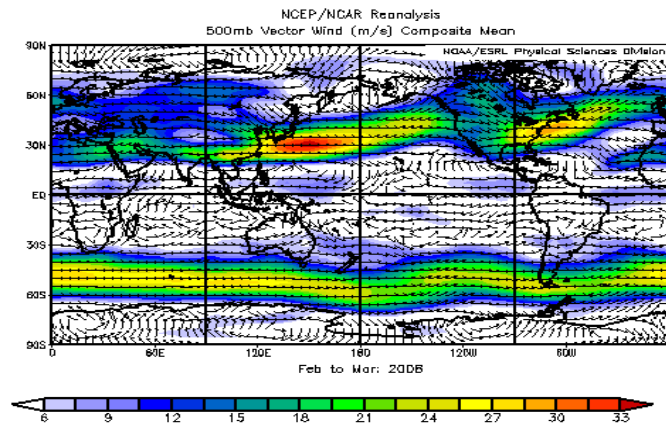 NCEP/NCAR Reanalysis
500mb Vector Wind (m/s) Composite Mean
NOAA/ESRL Physical Sciences Division
90N
60N
30N
EQ
30S
60S
90S
0 60E 120E 180 120W 60W
Feb to Mar: 2006
6 9 12 15 18 21 24 27 30 33